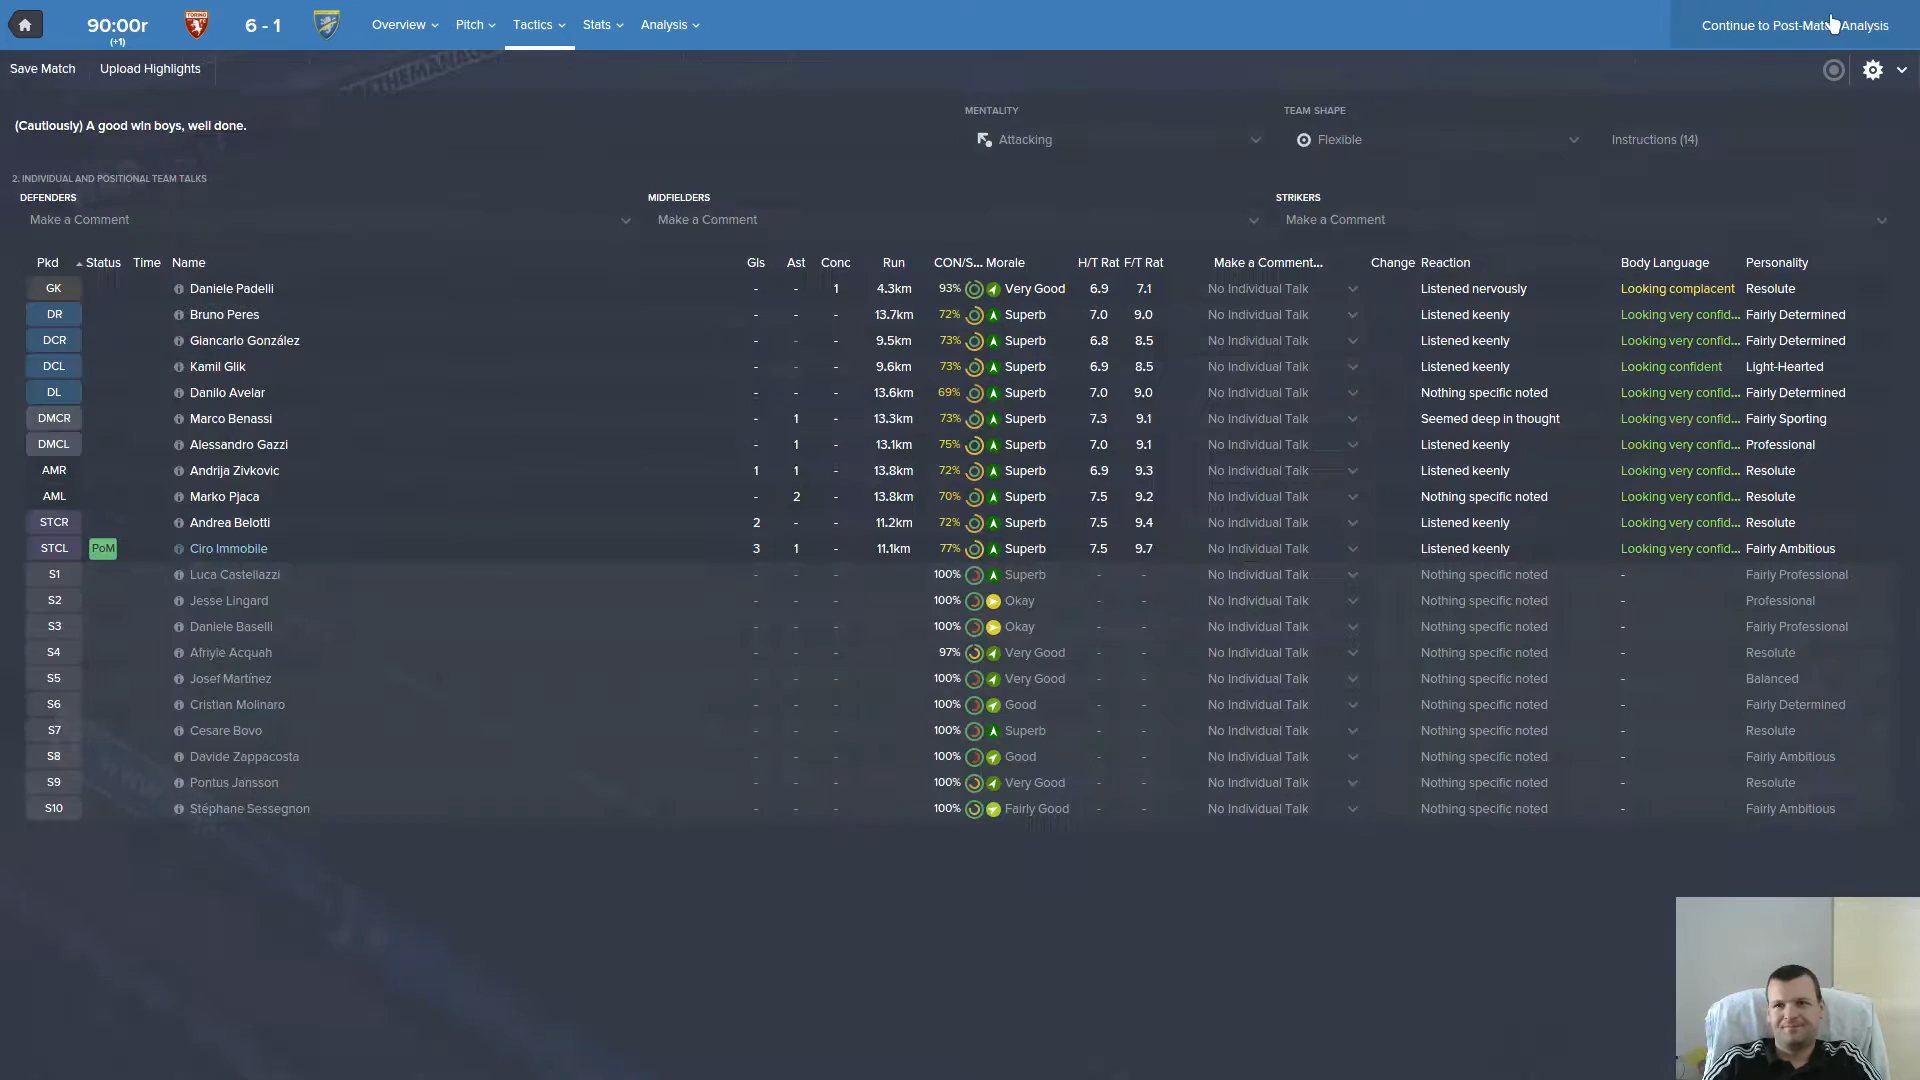 90:00r
(+1)
6 - 1
Overview Pitch Tactics Stats Analysis
Save Match Upload Highlights
(Cautiously) A good win boys, well done.
MENTALITY
Attacking
TEAM SHAPE
Flexible
Instructions (14)
2. INDIVIDUAL AND POSITIONAL TEAM TALKS
DEFENDERS MIDFIELDERS STRIKERS
Make a Comment Make a Comment Make a Comment
Pkd Status Time Name Gls Ast Conc Run CON/S... Morale H/T Rat F/T Rat Make a Comment... Change Reaction Body Language Personality
GK Daniele Padelli - - 1 4.3km 93% Very Good 6.9 7.1 No Individual Talk Listened nervously Looking complacent Resolute
DR Bruno Peres - - - 13.7km 72% Superb 7.0 9.0 No Individual Talk Listened keenly Looking very confid... Fairly Determined
DCR Giancarlo González - - - 9.5km 73% Superb 6.8 8.5 No Individual Talk Listened keenly Looking very confid... Fairly Determined
DCL Kamil Glik - - - 9.6km 73% Superb 6.9 8.5 No Individual Talk Listened keenly Looking confident Light-Hearted
DL Danilo Avelar - - - 13.6km 69% Superb 7.0 9.0 No Individual Talk Nothing specific noted Looking very confid... Fairly Determined
DMCR Marco Benassi - 1 - 13.3km 73% Superb 7.3 9.1 No Individual Talk Seemed deep in thought Looking very confid... Fairly Sporting
DMCL Alessandro Gazzi - 1 - 13.1km 75% Superb 7.0 9.1 No Individual Talk Listened keenly Looking very confid... Professional
AMR Andrija Zivkovic 1 1 - 13.8km 72% Superb 6.9 9.3 No Individual Talk Listened keenly Looking very confid... Resolute
AML Marko Pjaca - 2 - 13.8km 70% Superb 7.5 9.2 No Individual Talk Nothing specific noted Looking very confid... Resolute
STCR Andrea Belotti 2 - - 11.2km 72% Superb 7.5 9.4 No Individual Talk Listened keenly Looking very confid... Resolute
STCL PoM Ciro Immobile 3 1 - 11.1km 77% Superb 7.5 9.7 No Individual Talk Listened keenly Looking very confid... Fairly Ambitious
S1 Luca Castellazzi - - - 100% Superb - - No Individual Talk Nothing specific noted - Fairly Professional
S2 Jesse Lingard - - - 100% Okay - - No Individual Talk Nothing specific noted - Professional
S3 Daniele Baselli - - - 100% Okay - - No Individual Talk Nothing specific noted - Fairly Professional
S4 Afriyie Acquah - - - 97% Very Good - - No Individual Talk Nothing specific noted - Resolute
S5 Josef Martínez - - - 100% Very Good - - No Individual Talk Nothing specific noted - Balanced
S6 Cristian Molinaro - - - 100% Good - - No Individual Talk Nothing specific noted - Fairly Determined
S7 Cesare Bovo - - - 100% Superb - - No Individual Talk Nothing specific noted - Resolute
S8 Davide Zappacosta - - - 100% Good - - No Individual Talk Nothing specific noted - Fairly Ambitious
S9 Pontus Jansson - - - 100% Very Good - - No Individual Talk Nothing specific noted - Resolute
S10 Stéphane Sessegnon - - - 100% Fairly Good - - No Individual Talk Nothing specific noted - Fairly Ambitious
Continue to Post-Match Analysis